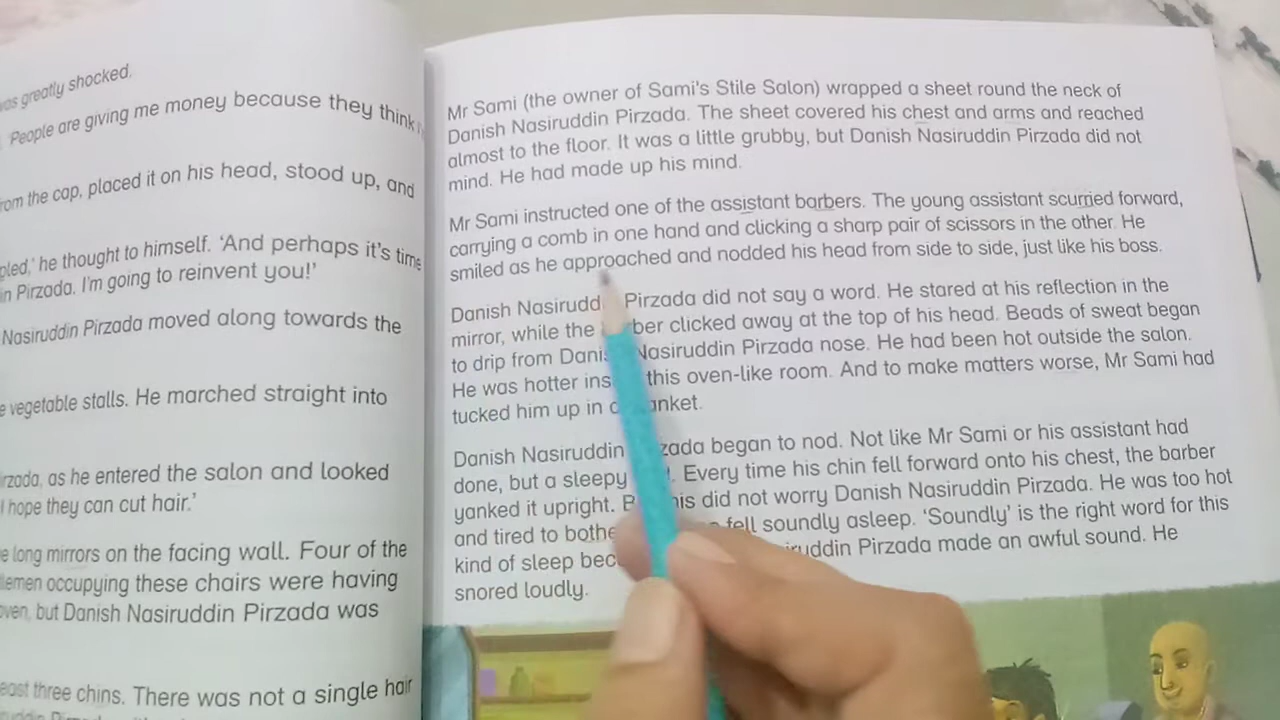 was greatly shocked.
People are giving me money because they think
from the cap, placed it on his head, stood up, and
he thought to himself. 'And perhaps it's time
in Pirzada. I'm going to reinvent you!'
Nasiruddin Pirzada moved along towards the
vegetable stalls. He marched straight into
as he entered the salon and looked
I hope they can cut hair.'
long mirrors on the facing wall. Four of the
occupying these chairs were having
but Danish Nasiruddin Pirzada was
three chins. There was not a single hair
Mr Sami (the owner of Sami's Stile Salon) wrapped a sheet round the neck of
Danish Nasiruddin Pirzada. The sheet covered his chest and arms and reached
almost to the floor. It was a little grubby, but Danish Nasiruddin Pirzada did not
mind. He had made up his mind.
Mr Sami instructed one of the assistant barbers. The young assistant scurried forward,
carrying a comb in one hand and clicking a sharp pair of scissors in the other. He
smiled as he approached and nodded his head from side to side, just like his boss.
Danish Pirzada did not say a word. He stared at his reflection in the
mirror, while the clicked away at the top of his head. Beads of sweat began
to drip from Nasiruddin Pirzada nose. He had been hot outside the salon.
He was hotter this oven-like room. And to make matters worse, Mr Sami had
tucked him up in
Danish Nasiruddin began to nod. Not like Mr Sami or his assistant had
done, but a sleepy Every time his chin fell forward onto his chest, the barber
yanked it upright. did not worry Danish Nasiruddin Pirzada. He was too hot
and tired to fell soundly asleep. 'Soundly' is the right word for this
kind of sleep Pirzada made an awful sound. He
snored loudly.